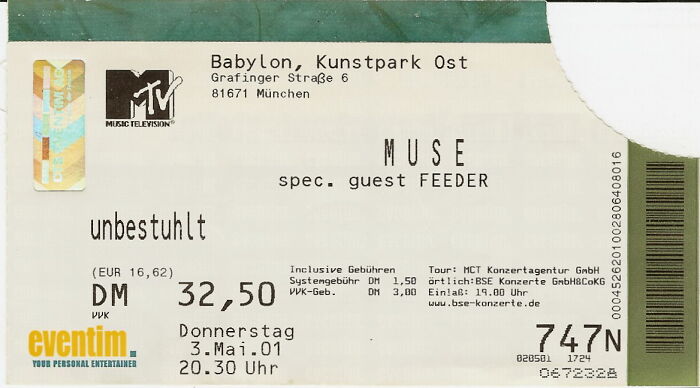 Babylon, Kunstpark Ost
Grafinger Straße 6
81671 München
MTV
MUSIC TELEVISION®
MUSE
spec. guest FEEDER
unbestuhlt
(EUR 16,62)
DM 32,50
VVK
Inclusive Gebühren
Systemgebühr DM 1,50
VVK-Geb. DM 3,00
Tour: MCT Konzertagentur GmbH
örtlich:BSE Konzerte GmbH&CoKG
Einlaß: 19.00 Uhr
www.bse-konzerte.de
Donnerstag
3.Mai.01
20.30 Uhr
eventim.
YOUR PERSONAL ENTERTAINER
747N
020501 1724
0672328
0004526201002806408016